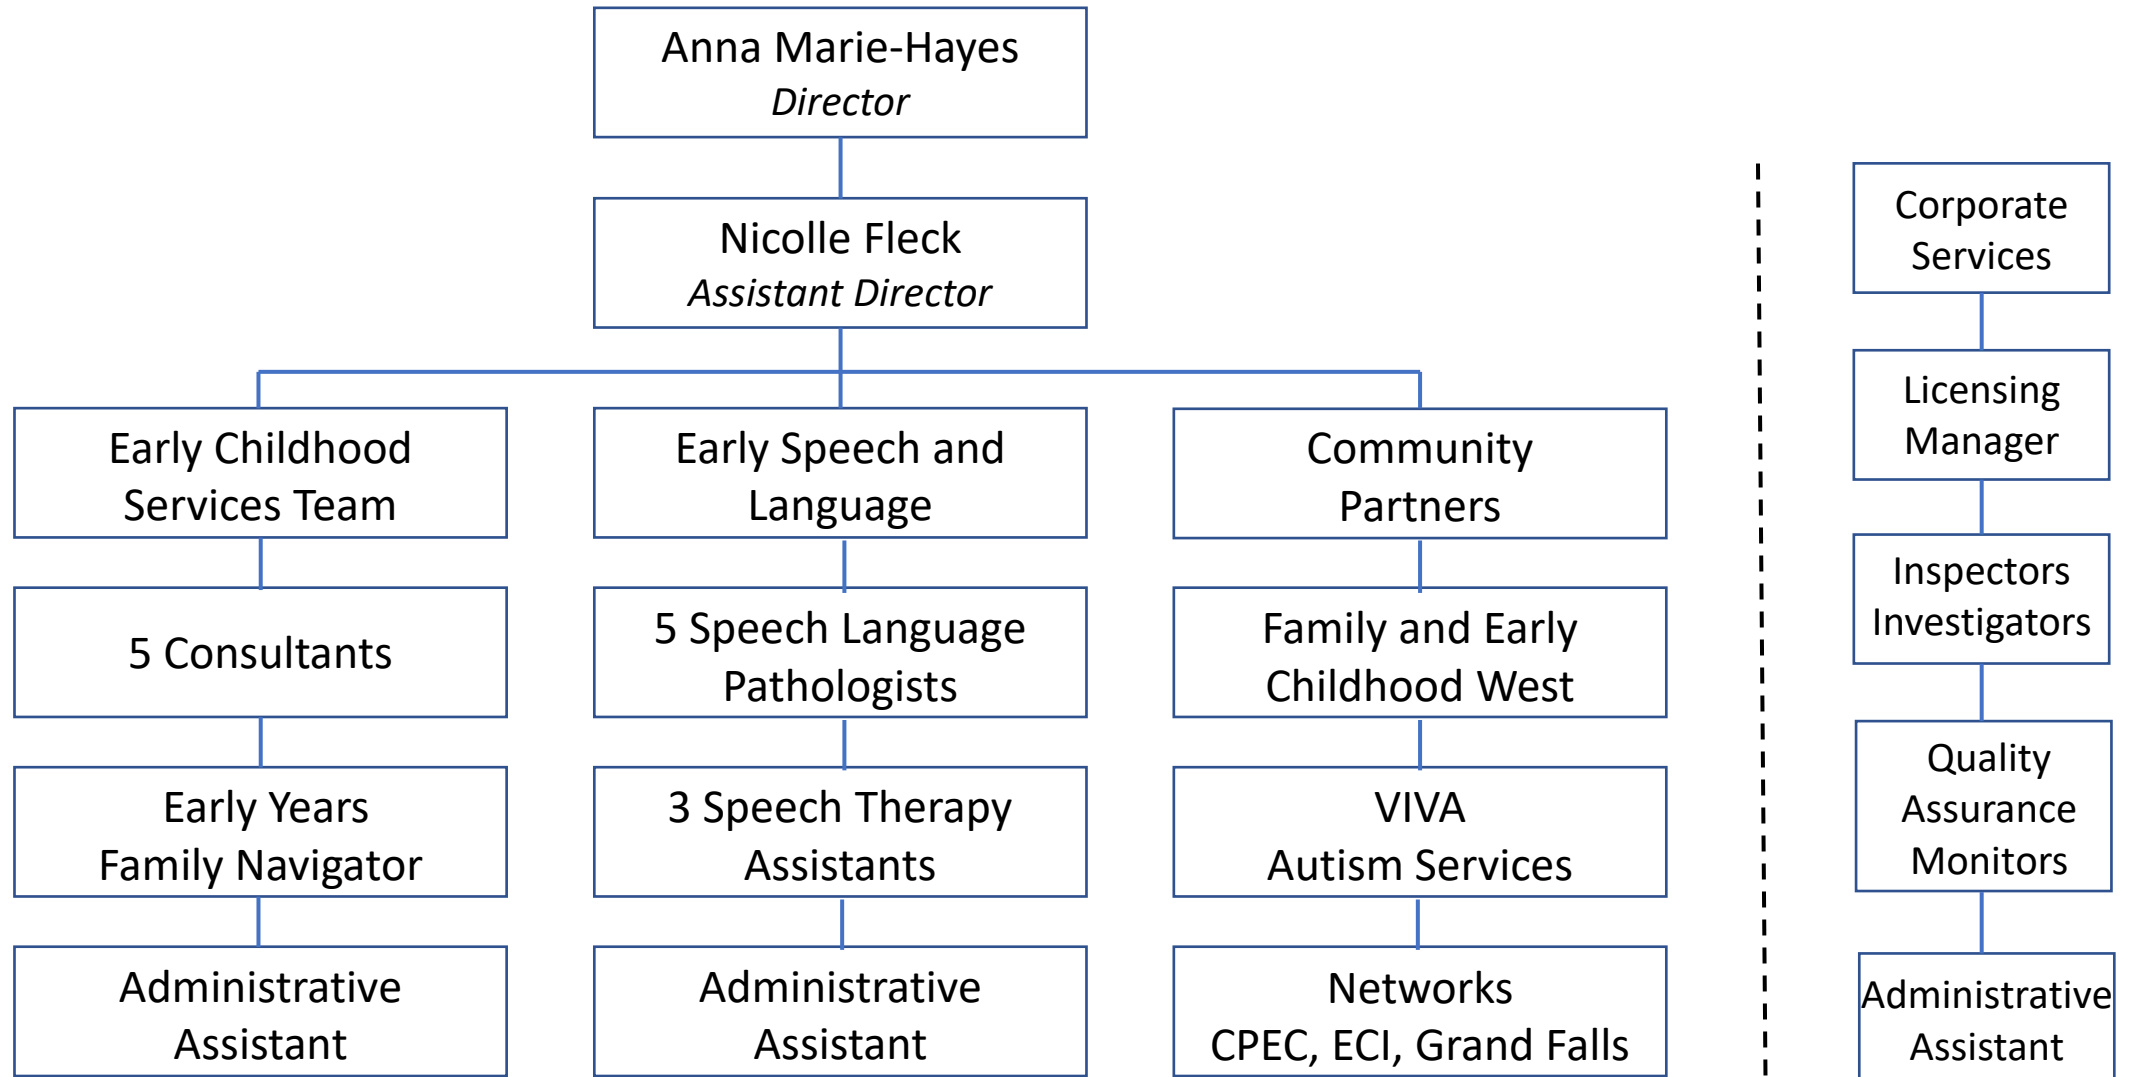 Anna Marie-Hayes
Director
Nicolle Fleck
Assistant Director
Early Childhood
Services Team
5 Consultants
Early Years
Family Navigator
Administrative
Assistant
Early Speech and
Language
5 Speech Language
Pathologists
3 Speech Therapy
Assistants
Administrative
Assistant
Community
Partners
Family and Early
Childhood West
VIVA
Autism Services
Networks
CPEC, ECI, Grand Falls
Corporate
Services
Licensing
Manager
Inspectors
Investigators
Quality
Assurance
Monitors
Administrative
Assistant